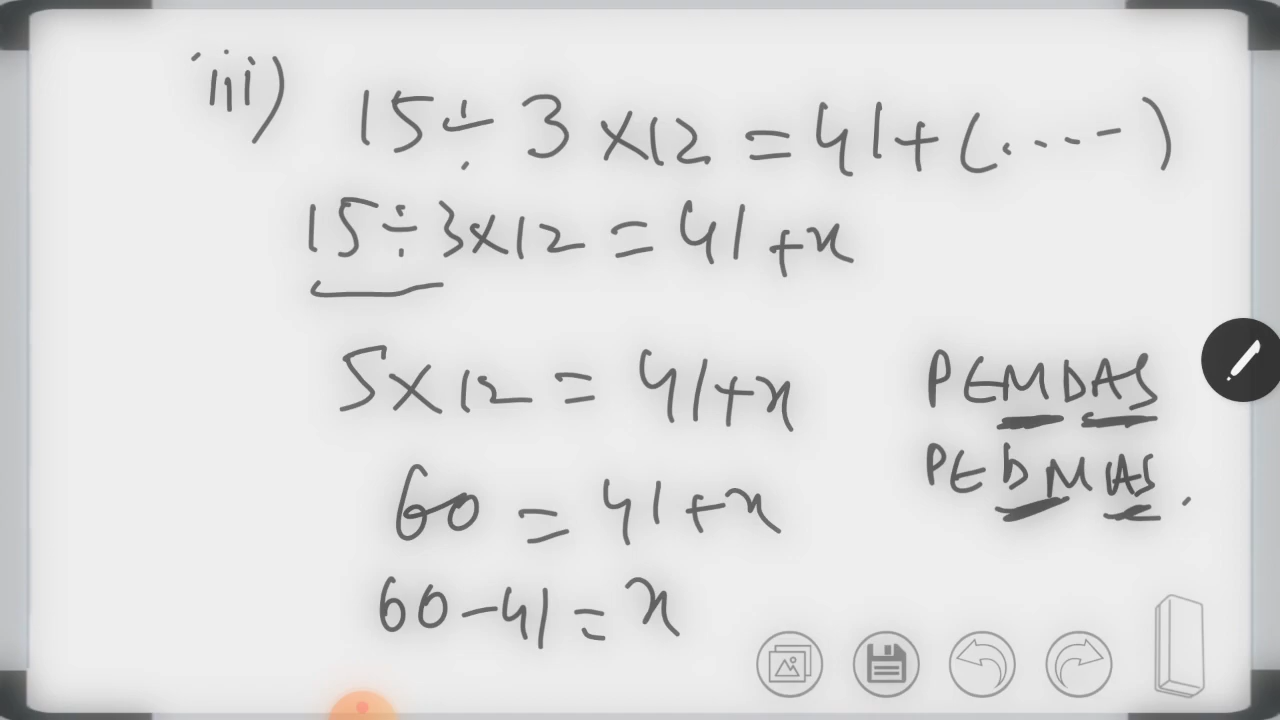 iii) 15 ÷ 3 × 12 = 41 + (.....)
15 ÷ 3 × 12 = 41 + x
5 × 12 = 41 + x
60 = 41 + x
60 - 41 = x
PEMDAS
PEDMAS.